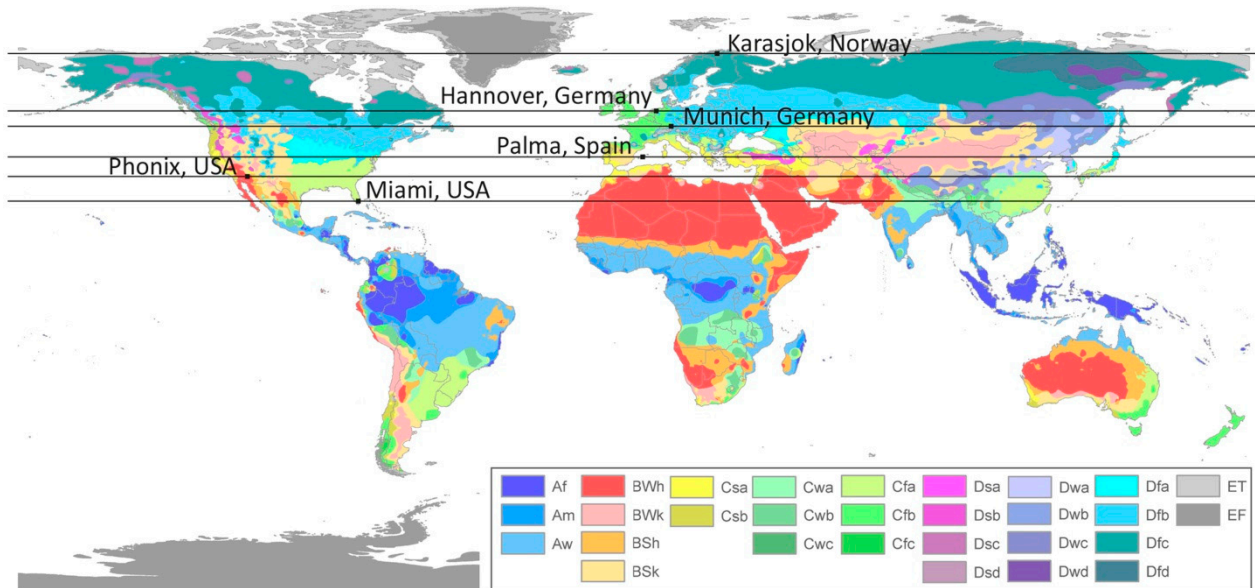 Karasjok, Norway
Hannover, Germany
Munich, Germany
Palma, Spain
Phonix, USA
Miami, USA
Af BWh Csa Cwa Cfa Dsa Dwa Dfa ET
Am BWk Csb Cwb Cfb Dsb Dwb Dfb EF
Aw BSh Cwc Cfc Dsc Dwc Dfc
BSk Dsd Dwd Dfd